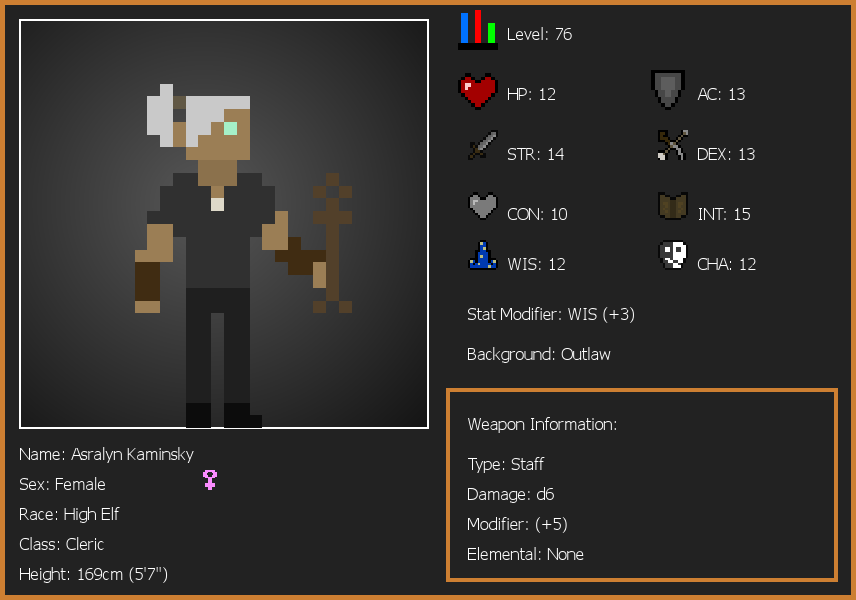 Level: 76
HP: 12
AC: 13
STR: 14
DEX: 13
CON: 10
INT: 15
WIS: 12
CHA: 12
Stat Modifier: WIS (+3)
Background: Outlaw
Weapon Information:
Type: Staff
Damage: d6
Modifier: (+5)
Elemental: None
Name: Asralyn Kaminsky
Sex: Female
Race: High Elf
Class: Cleric
Height: 169cm (5'7")